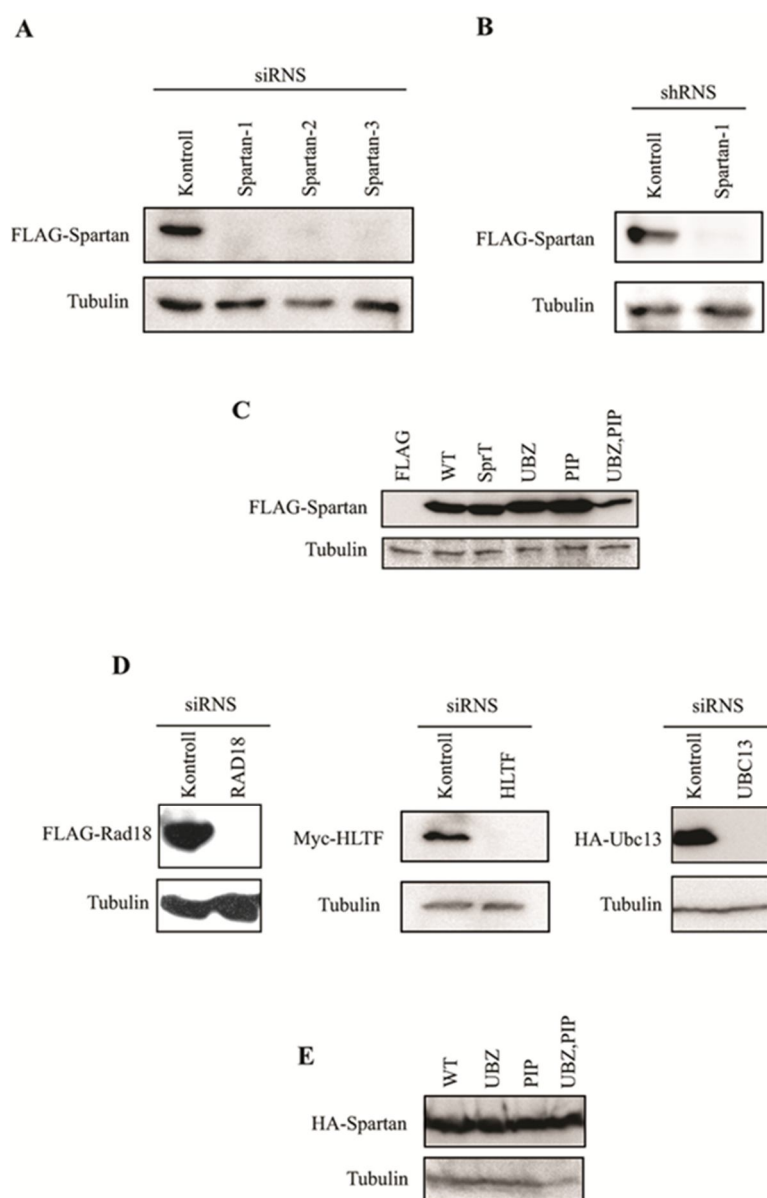 A
siRNS
Kontroll
Spartan-1
Spartan-2
Spartan-3
FLAG-Spartan
Tubulin
B
shRNS
Kontroll
Spartan-1
FLAG-Spartan
Tubulin
C
FLAG
WT
SprT
UBZ
PIP
UBZ,PIP
FLAG-Spartan
Tubulin
D
siRNS
Kontroll
RAD18
FLAG-Rad18
Tubulin
siRNS
Kontroll
HLTF
Myc-HLTF
Tubulin
siRNS
Kontroll
UBC13
HA-Ubc13
Tubulin
E
WT
UBZ
PIP
UBZ,PIP
HA-Spartan
Tubulin